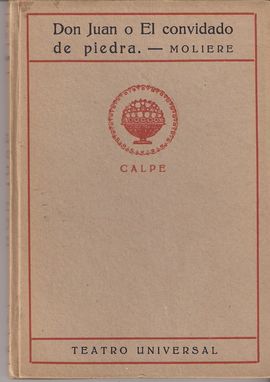 Don Juan o El convidado
de piedra. — MOLIERE
CALPE
TEATRO UNIVERSAL